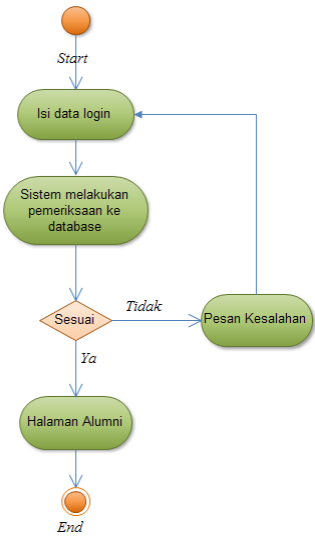 Start
Isi data login
Sistem melakukan
pemeriksaan ke
database
Sesuai
Tidak
Pesan Kesalahan
Ya
Halaman Alumni
End